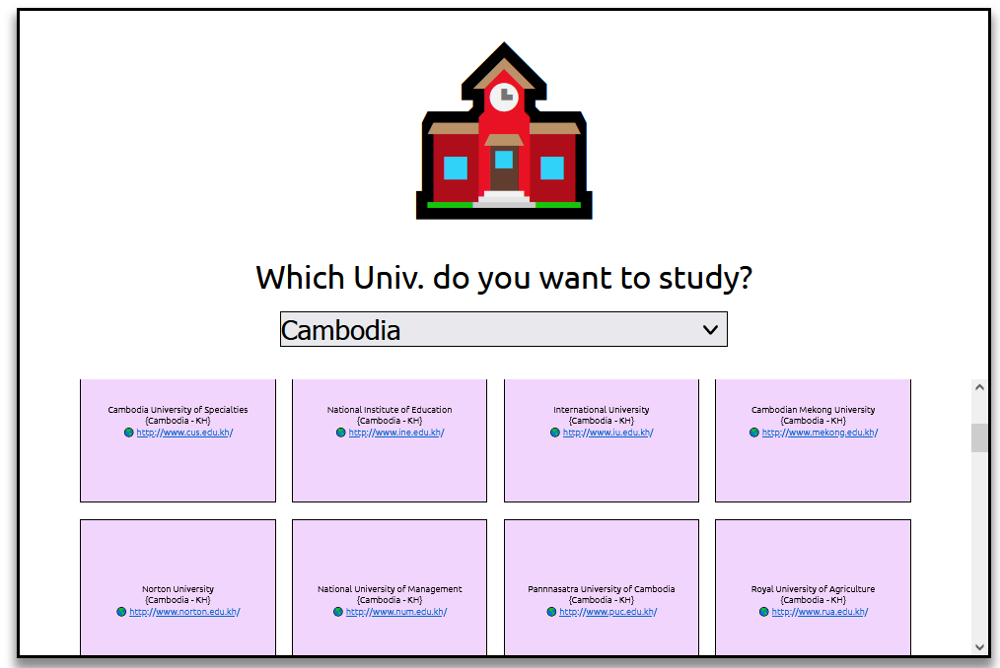 Which Univ. do you want to study?
Cambodia
Cambodia University of Specialties
{Cambodia - KH}
http://www.cus.edu.kh/
National Institute of Education
{Cambodia - KH}
http://www.ine.edu.kh/
International University
{Cambodia - KH}
http://www.iu.edu.kh/
Cambodian Mekong University
{Cambodia - KH}
http://www.mekong.edu.kh/
Norton University
{Cambodia - KH}
http://www.norton.edu.kh/
National University of Management
{Cambodia - KH}
http://www.num.edu.kh/
Pannnasatra University of Cambodia
{Cambodia - KH}
http://www.puc.edu.kh/
Royal University of Agriculture
{Cambodia - KH}
http://www.rua.edu.kh/